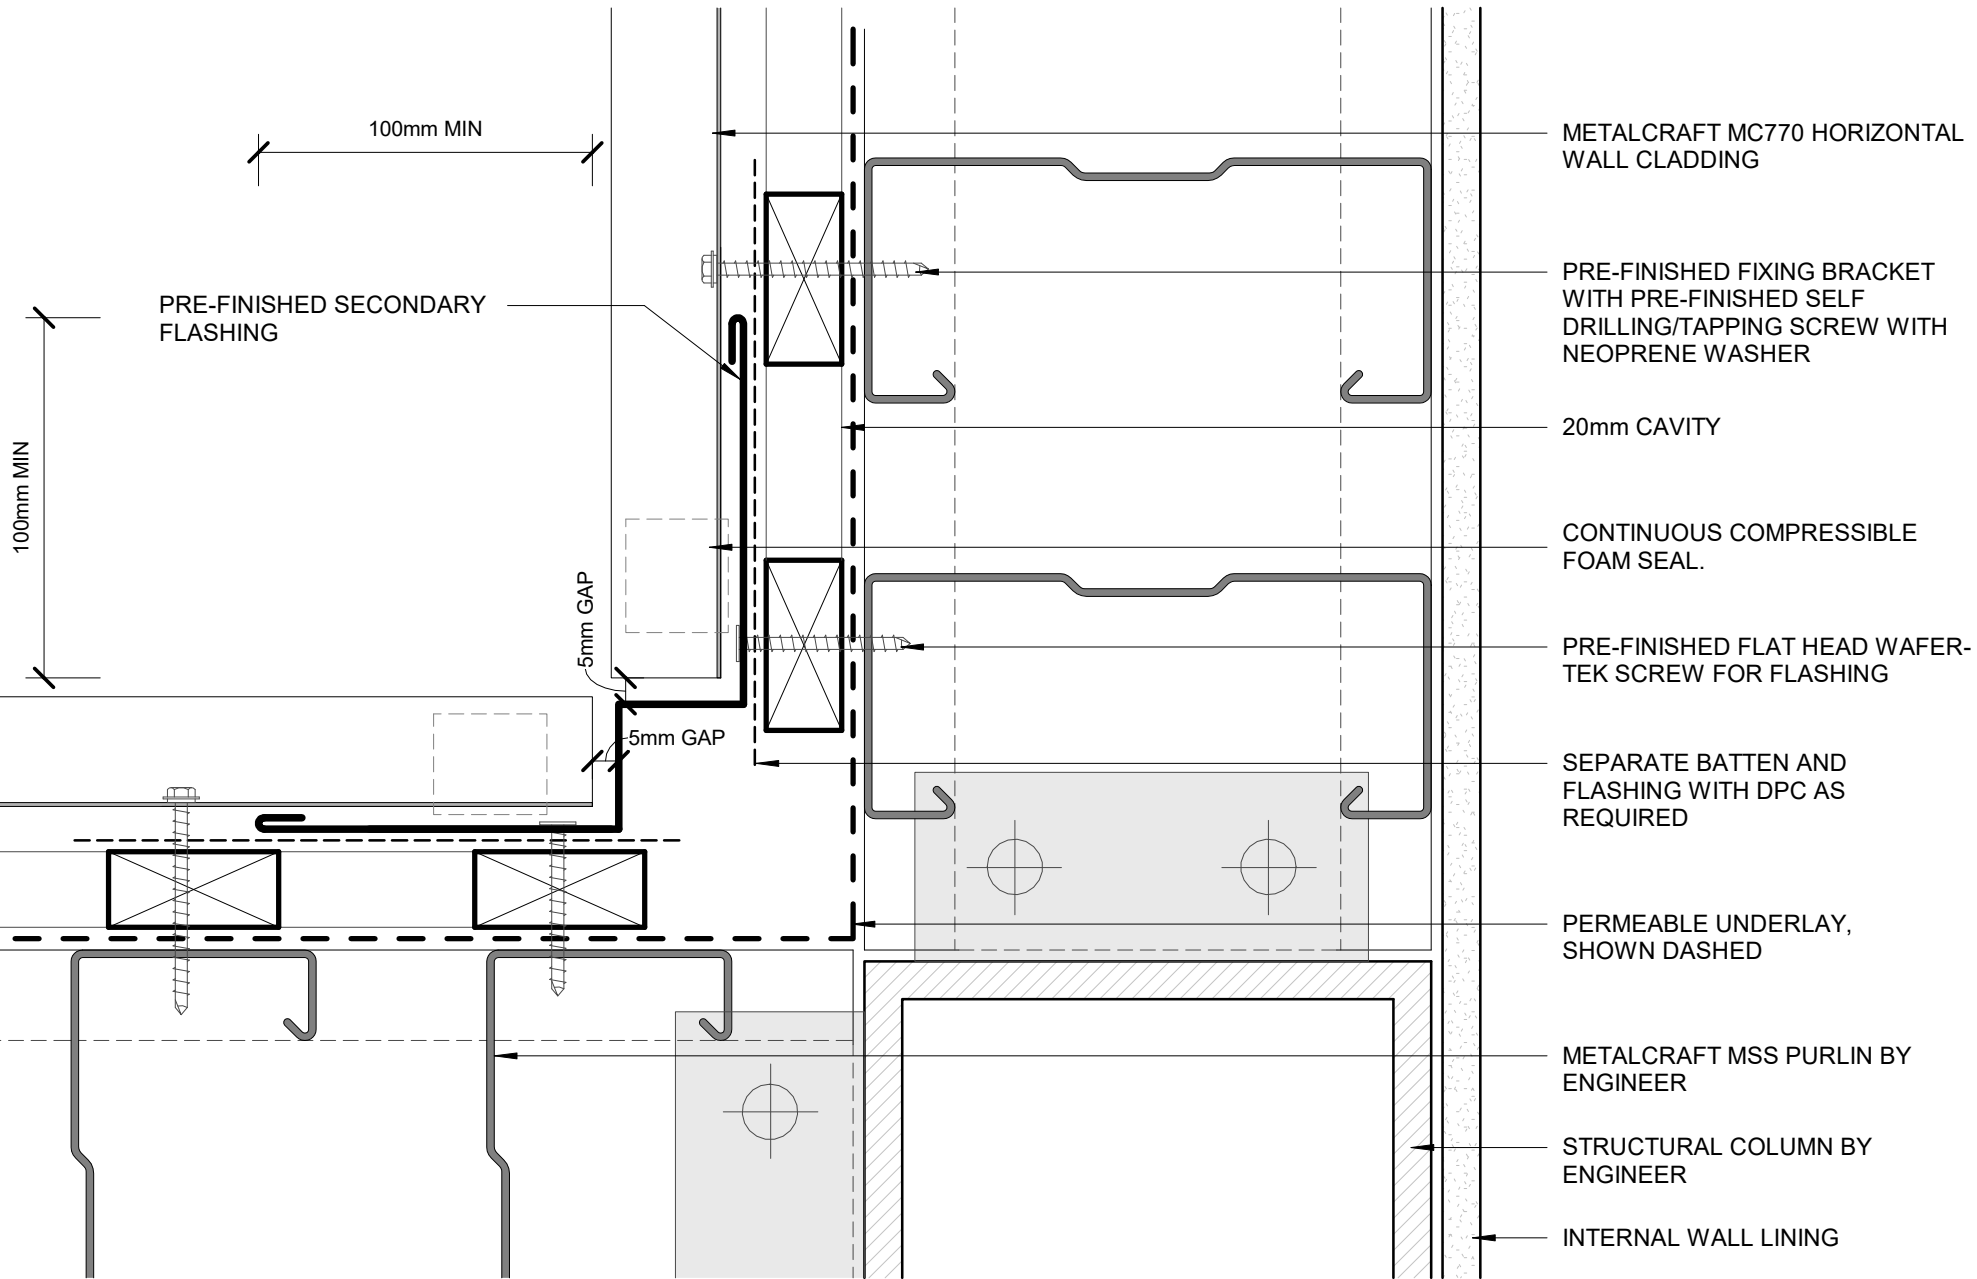 100mm MIN
PRE-FINISHED SECONDARY
FLASHING
100mm MIN
5mm GAP
5mm GAP
METALCRAFT MC770 HORIZONTAL
WALL CLADDING
PRE-FINISHED FIXING BRACKET
WITH PRE-FINISHED SELF
DRILLING/TAPPING SCREW WITH
NEOPRENE WASHER
20mm CAVITY
CONTINUOUS COMPRESSIBLE
FOAM SEAL.
PRE-FINISHED FLAT HEAD WAFER-
TEK SCREW FOR FLASHING
SEPARATE BATTEN AND
FLASHING WITH DPC AS
REQUIRED
PERMEABLE UNDERLAY,
SHOWN DASHED
METALCRAFT MSS PURLIN BY
ENGINEER
STRUCTURAL COLUMN BY
ENGINEER
INTERNAL WALL LINING